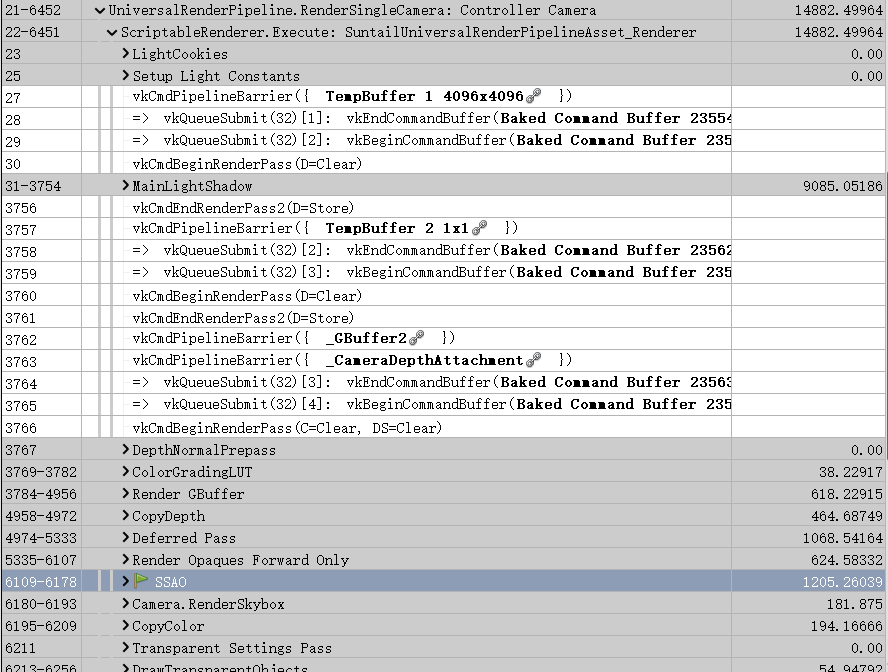 21-6452 UniversalRenderPipeline.RenderSingleCamera: Controller Camera 14882.49964
22-6451 ScriptableRenderer.Execute: SuntailUniversalRenderPipelineAsset_Renderer 14882.49964
23 LightCookies 0.00
25 Setup Light Constants 0.00
27 vkCmdPipelineBarrier({ TempBuffer 1 4096x4096 })
28 => vkQueueSubmit(32)[1]: vkEndCommandBuffer(Baked Command Buffer 23554
29 => vkQueueSubmit(32)[2]: vkBeginCommandBuffer(Baked Command Buffer 235
30 vkCmdBeginRenderPass(D=Clear)
31-3754 MainLightShadow 9085.05186
3756 vkCmdEndRenderPass2(D=Store)
3757 vkCmdPipelineBarrier({ TempBuffer 2 1x1 })
3758 => vkQueueSubmit(32)[2]: vkEndCommandBuffer(Baked Command Buffer 23562
3759 => vkQueueSubmit(32)[3]: vkBeginCommandBuffer(Baked Command Buffer 235
3760 vkCmdBeginRenderPass(D=Clear)
3761 vkCmdEndRenderPass2(D=Store)
3762 vkCmdPipelineBarrier({ _GBuffer2 })
3763 vkCmdPipelineBarrier({ _CameraDepthAttachment })
3764 => vkQueueSubmit(32)[3]: vkEndCommandBuffer(Baked Command Buffer 23563
3765 => vkQueueSubmit(32)[4]: vkBeginCommandBuffer(Baked Command Buffer 235
3766 vkCmdBeginRenderPass(C=Clear, DS=Clear)
3767 DepthNormalPrepass 0.00
3769-3782 ColorGradingLUT 38.22917
3784-4956 Render GBuffer 618.22915
4958-4972 CopyDepth 464.68749
4974-5333 Deferred Pass 1068.54164
5335-6107 Render Opaques Forward Only 624.58332
6109-6178 SSAO 1205.26039
6180-6193 Camera.RenderSkybox 181.875
6195-6209 CopyColor 194.16666
6211 Transparent Settings Pass 0.00
6213-6256 DrawTransparentObjects 54.94792